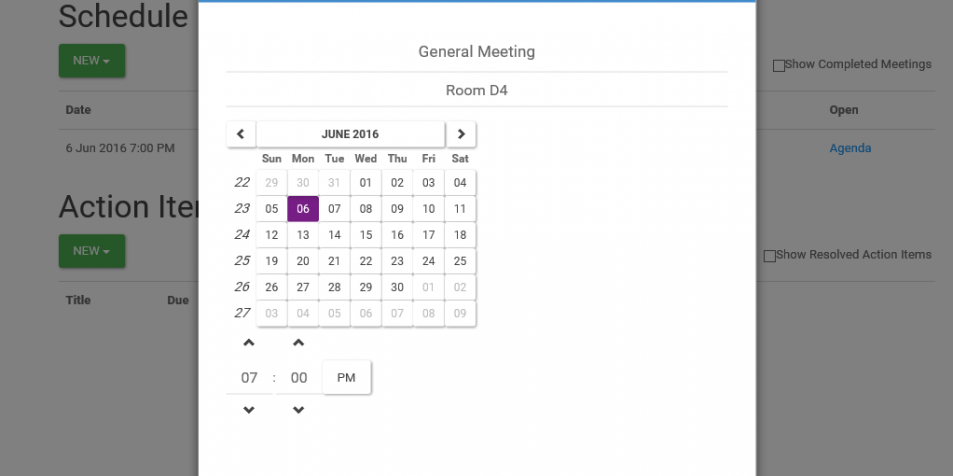 Schedule
NEW
Show Completed Meetings
Date
Open
6 Jun 2016 7:00 PM
Agenda
Action Iter
NEW
Show Resolved Action Items
Title Due
General Meeting
Room D4
JUNE 2016
Sun Mon Tue Wed Thu Fri Sat
22 29 30 31 01 02 03 04
23 05 06 07 08 09 10 11
24 12 13 14 15 16 17 18
25 19 20 21 22 23 24 25
26 26 27 28 29 30 01 02
27 03 04 05 06 07 08 09
07 : 00 PM